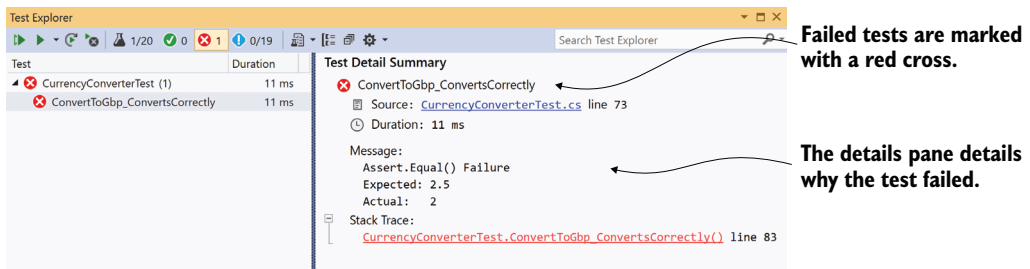 Test Explorer
1/20 0 1 0/19 Search Test Explorer
Test Duration
CurrencyConverterTest (1) 11 ms
ConvertToGbp_ConvertsCorrectly 11 ms
Test Detail Summary
ConvertToGbp_ConvertsCorrectly
Source: CurrencyConverterTest.cs line 73
Duration: 11 ms
Message:
Assert.Equal() Failure
Expected: 2.5
Actual: 2
Stack Trace:
CurrencyConverterTest.ConvertToGbp_ConvertsCorrectly() line 83
Failed tests are marked
with a red cross.
The details pane details
why the test failed.